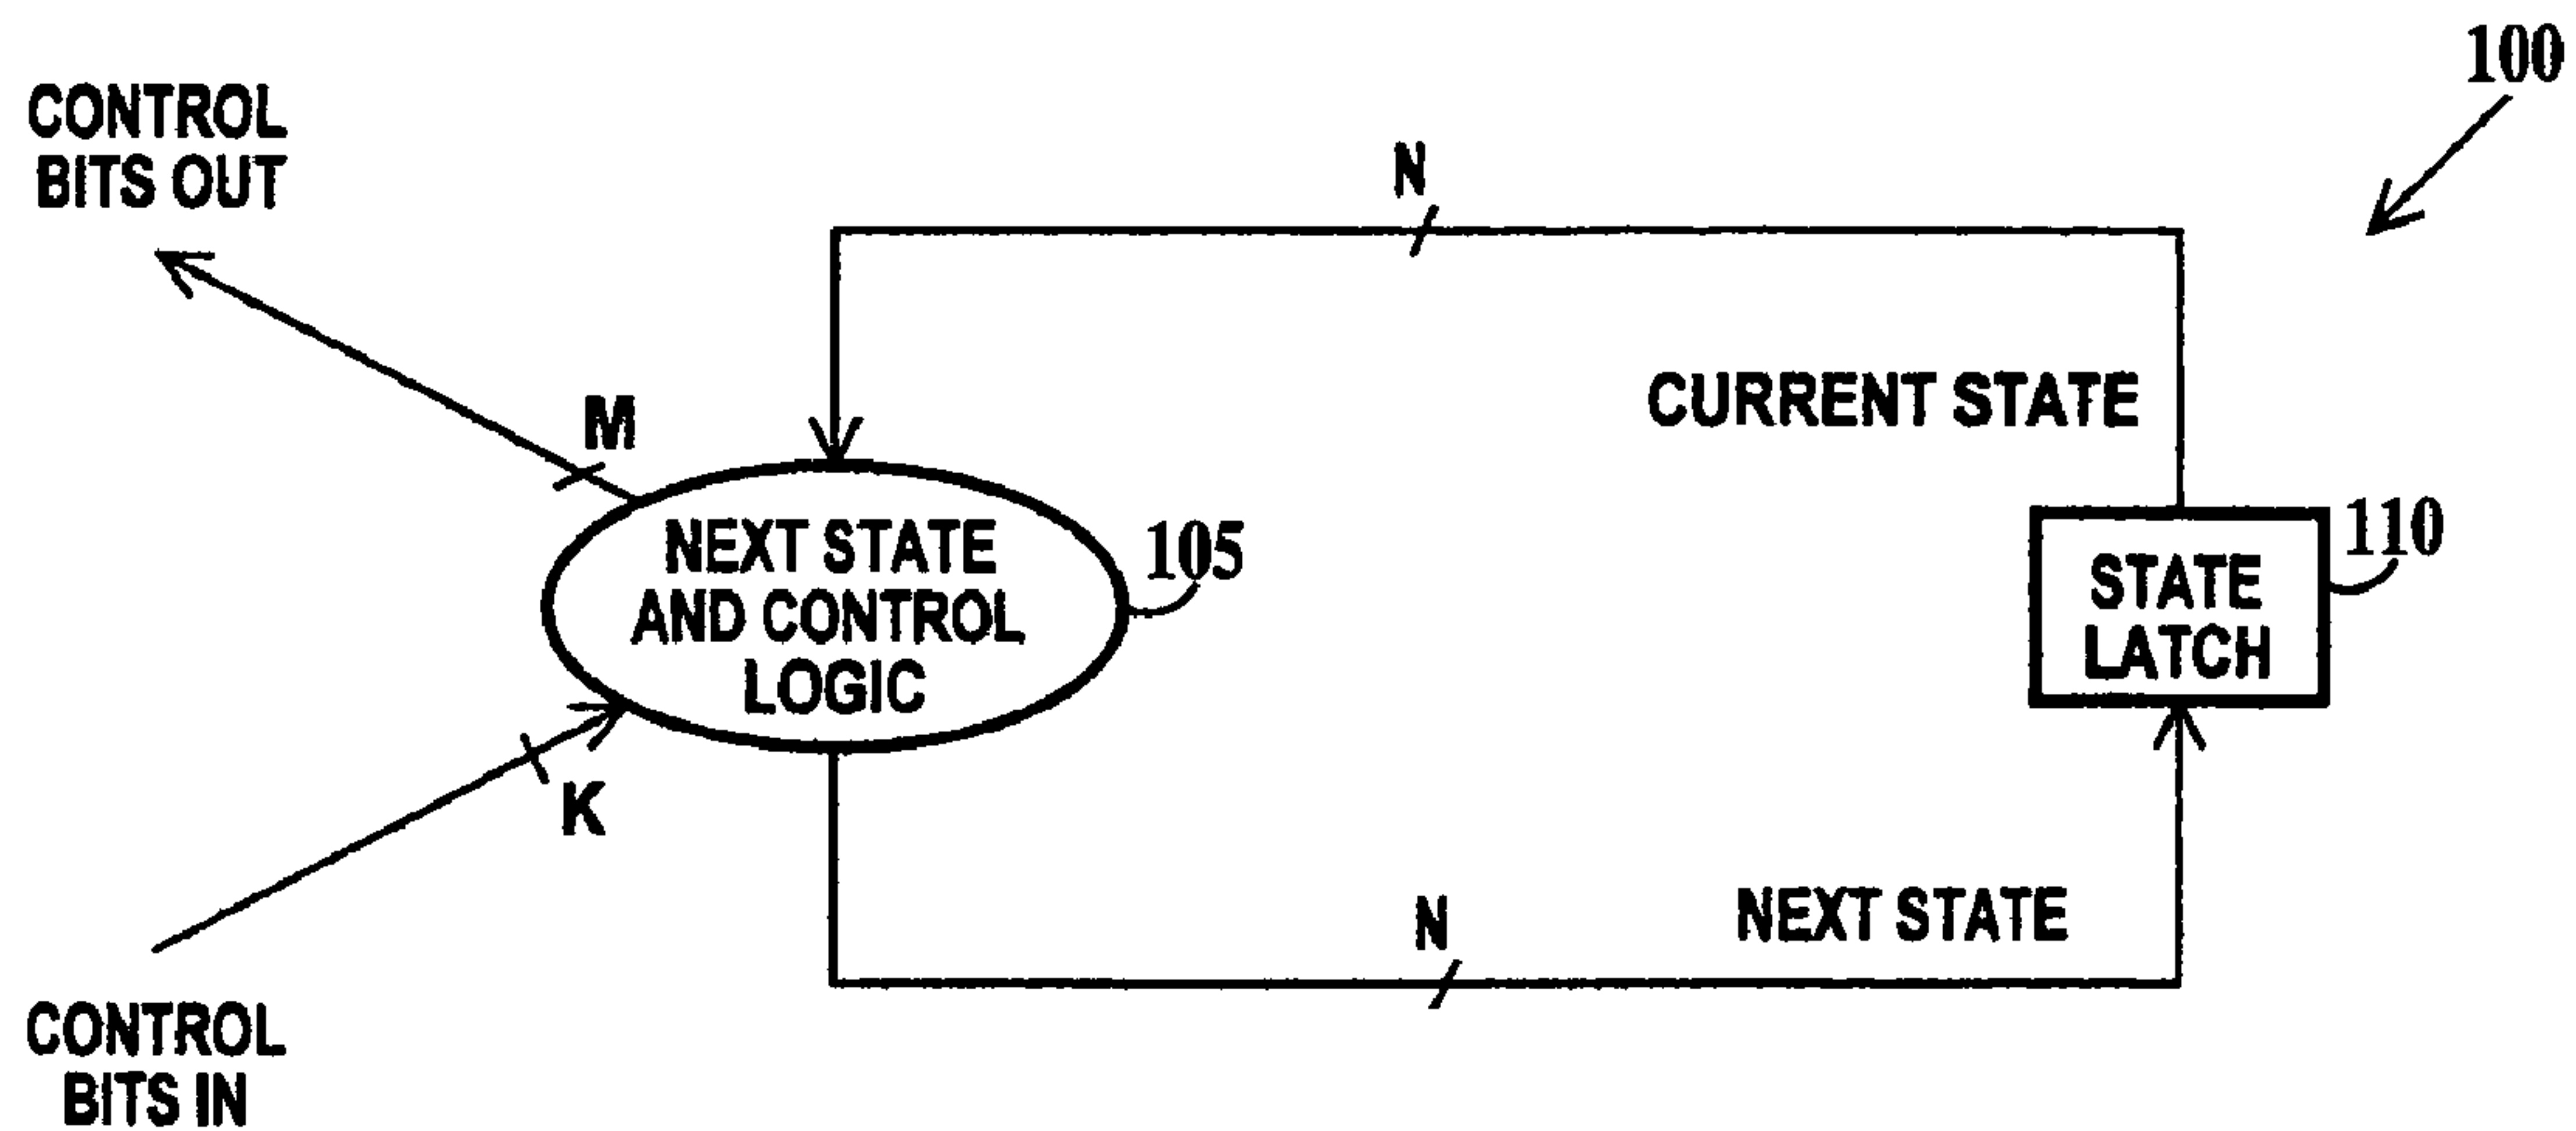 100
CONTROL
BITS OUT
N
CURRENT STATE
M
NEXT STATE
AND CONTROL
LOGIC
105
STATE
LATCH
110
K
N
NEXT STATE
CONTROL
BITS IN